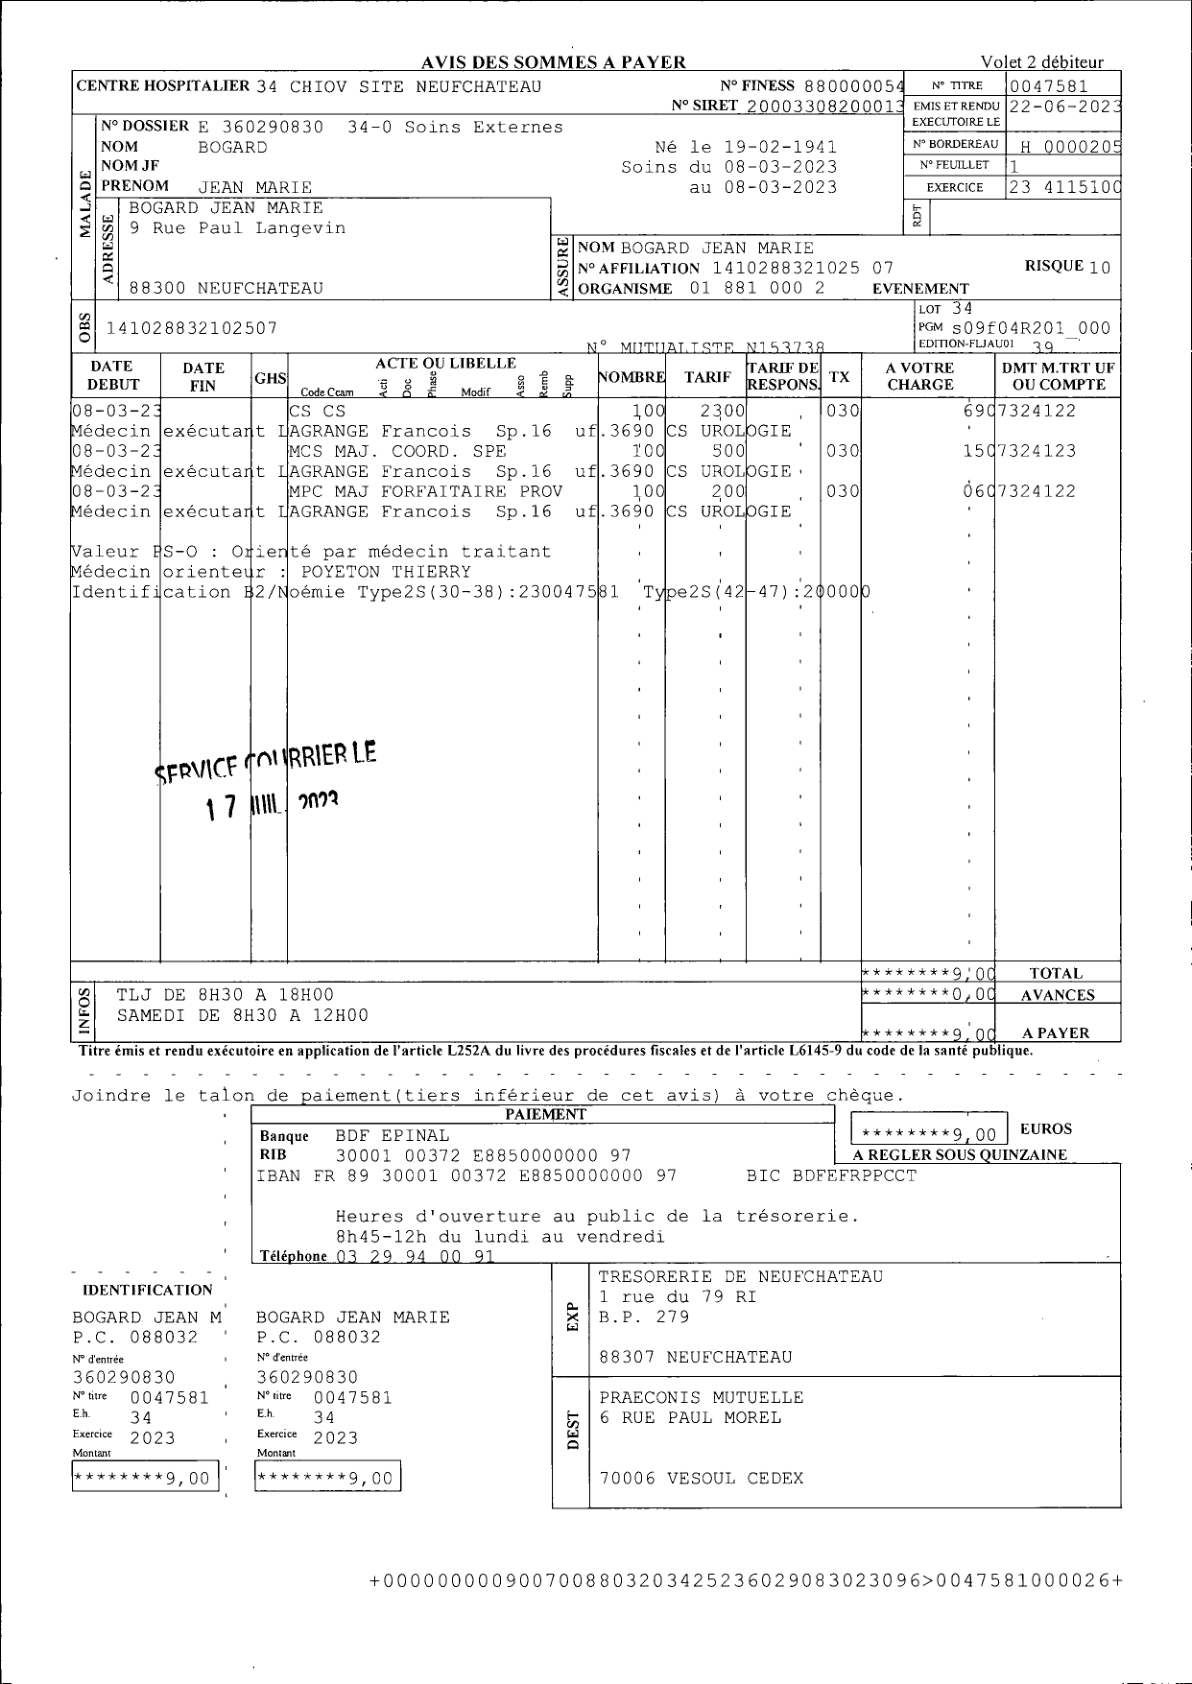 AVIS DES SOMMES A PAYER
Volet 2 débiteur
CENTRE HOSPITALIER 34 CHIOV SITE NEUFCHATEAU
N° FINESS 880000054
N° TITRE 0047581
N° SIRET 20003308200013
EMIS ET RENDU EXECUTOIRE LE 22-06-2023
MALADE
N° DOSSIER E 360290830 34-0 Soins Externes
NOM BOGARD
Né le 19-02-1941
N° BORDEREAU H 0000205
NOM JF
Soins du 08-03-2023
N° FEUILLET 1
PRENOM JEAN MARIE
au 08-03-2023
EXERCICE 23 4115100
ADRESSE
BOGARD JEAN MARIE
RDT
9 Rue Paul Langevin
88300 NEUFCHATEAU
ASSURE
NOM BOGARD JEAN MARIE
N° AFFILIATION 1410288321025 07
RISQUE 10
ORGANISME 01 881 000 2
EVENEMENT
OBS
141028832102507
LOT 34
PGM s09f04R201_000
N° MUTUALISTE N153738
EDITION-FLJAU01 39
DATE DEBUT
DATE FIN
GHS
ACTE OU LIBELLE
Code Ccam Acti Doc Phase Modif Asso Remb Supp
NOMBRE
TARIF
TARIF DE RESPONS.
TX
A VOTRE CHARGE
DMT M.TRT UF OU COMPTE
08-03-23 CS CS 1,00 23,00 , 030 6,90 7324122
Médecin exécutant LAGRANGE Francois Sp.16 uf.3690 CS UROLOGIE
08-03-23 MCS MAJ. COORD. SPE 1,00 5,00 030 1,50 7324123
Médecin exécutant LAGRANGE Francois Sp.16 uf.3690 CS UROLOGIE
08-03-23 MPC MAJ FORFAITAIRE PROV 1,00 2,00 , 030 0,60 7324122
Médecin exécutant LAGRANGE Francois Sp.16 uf.3690 CS UROLOGIE
Valeur PS-O : Orienté par médecin traitant
Médecin orienteur : POYETON THIERRY
Identification B2/Noémie Type2S(30-38):230047581 Type2S(42-47):200000
SERVICE COURRIER LE
17 JUIL. 2023
********9,00 TOTAL
INFOS
TLJ DE 8H30 A 18H00
********0,00 AVANCES
SAMEDI DE 8H30 A 12H00
********9,00 A PAYER
Titre émis et rendu exécutoire en application de l'article L252A du livre des procédures fiscales et de l'article L6145-9 du code de la santé publique.
Joindre le talon de paiement(tiers inférieur de cet avis) à votre chèque.
PAIEMENT
Banque BDF EPINAL
********9,00 EUROS
RIB 30001 00372 E8850000000 97
A REGLER SOUS QUINZAINE
IBAN FR 89 30001 00372 E8850000000 97 BIC BDFEFRPPCCT
Heures d'ouverture au public de la trésorerie.
8h45-12h du lundi au vendredi
Téléphone 03 29 94 00 91
IDENTIFICATION
BOGARD JEAN M
P.C. 088032
N° d'entrée
360290830
N° titre 0047581
E.h. 34
Exercice 2023
Montant
********9,00
BOGARD JEAN MARIE
P.C. 088032
N° d'entrée
360290830
N° titre 0047581
E.h. 34
Exercice 2023
Montant
********9,00
EXP
TRESORERIE DE NEUFCHATEAU
1 rue du 79 RI
B.P. 279
88307 NEUFCHATEAU
DEST
PRAECONIS MUTUELLE
6 RUE PAUL MOREL
70006 VESOUL CEDEX
+000000000900700880320342523602908302​3096>0047581000026+